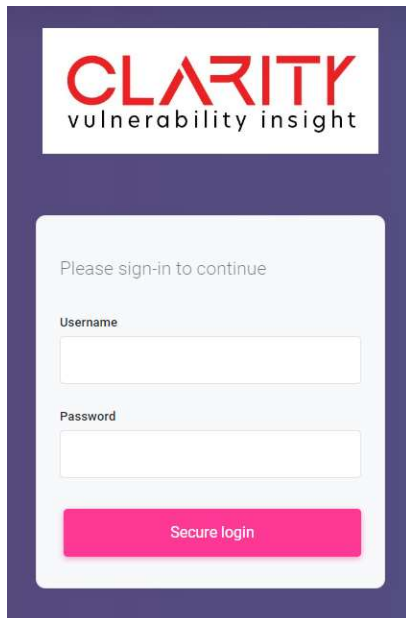 CLARITY
vulnerability insight
Please sign-in to continue
Username
Password
Secure login